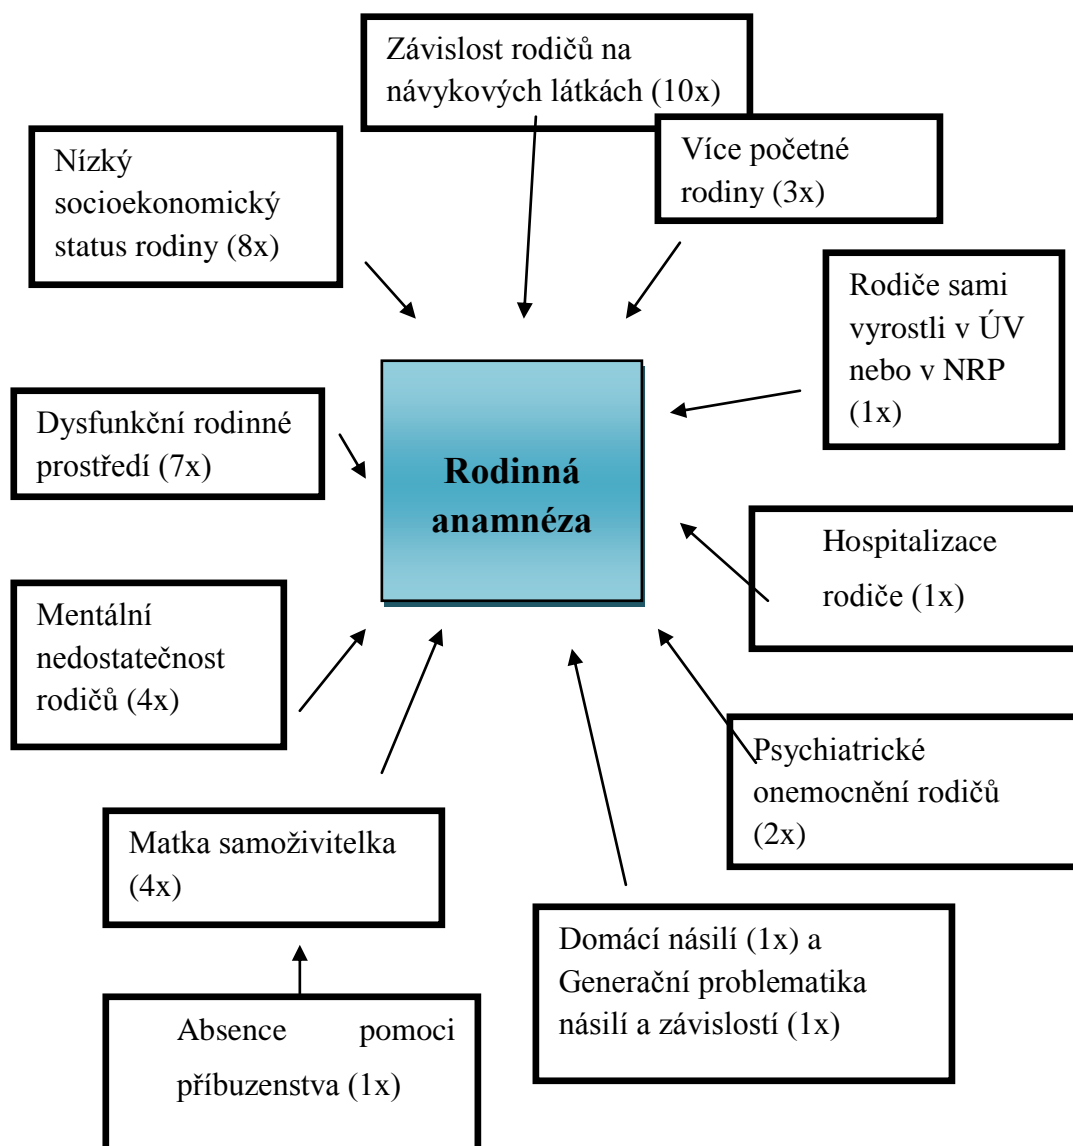 Závislost rodičů na
návykových látkách (10x)
Více početné
rodiny (3x)
Nízký
socioekonomický
status rodiny (8x)
Rodiče sami
vyrostli v ÚV
nebo v NRP
(1x)
Dysfunkční rodinné
prostředí (7x)
Rodinná
anamnéza
Hospitalizace
rodiče (1x)
Mentální
nedostatečnost
rodičů (4x)
Psychiatrické
onemocnění rodičů
(2x)
Matka samoživitelka
(4x)
Domácí násilí (1x) a
Generační problematika
násilí a závislostí (1x)
Absence pomoci
příbuzenstva (1x)